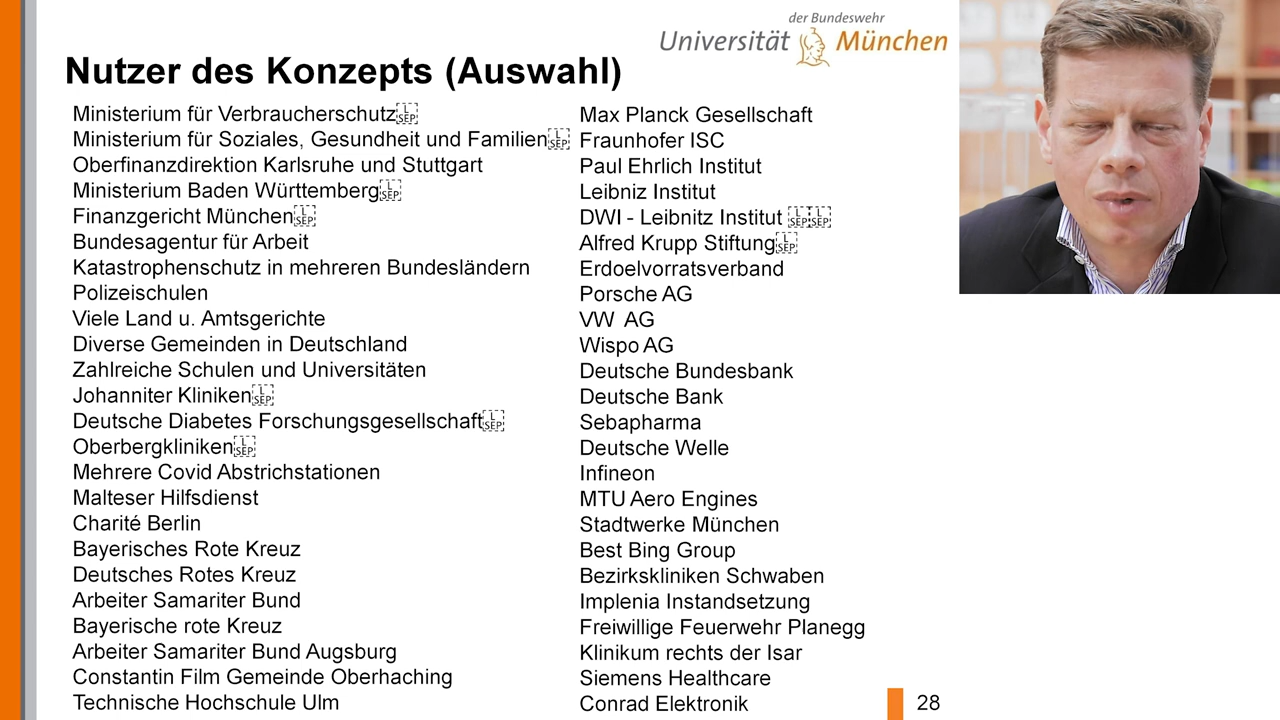 der Bundeswehr
Universität München
Nutzer des Konzepts (Auswahl)
Ministerium für Verbraucherschutz
Ministerium für Soziales, Gesundheit und Familien
Oberfinanzdirektion Karlsruhe und Stuttgart
Ministerium Baden Württemberg
Finanzgericht München
Bundesagentur für Arbeit
Katastrophenschutz in mehreren Bundesländern
Polizeischulen
Viele Land u. Amtsgerichte
Diverse Gemeinden in Deutschland
Zahlreiche Schulen und Universitäten
Johanniter Kliniken
Deutsche Diabetes Forschungsgesellschaft
Oberbergkliniken
Mehrere Covid Abstrichstationen
Malteser Hilfsdienst
Charité Berlin
Bayerisches Rote Kreuz
Deutsches Rotes Kreuz
Arbeiter Samariter Bund
Bayerische rote Kreuz
Arbeiter Samariter Bund Augsburg
Constantin Film Gemeinde Oberhaching
Technische Hochschule Ulm
Max Planck Gesellschaft
Fraunhofer ISC
Paul Ehrlich Institut
Leibniz Institut
DWI - Leibnitz Institut
Alfred Krupp Stiftung
Erdoelvorratsverband
Porsche AG
VW AG
Wispo AG
Deutsche Bundesbank
Deutsche Bank
Sebapharma
Deutsche Welle
Infineon
MTU Aero Engines
Stadtwerke München
Best Bing Group
Bezirkskliniken Schwaben
Implenia Instandsetzung
Freiwillige Feuerwehr Planegg
Klinikum rechts der Isar
Siemens Healthcare
Conrad Elektronik
28